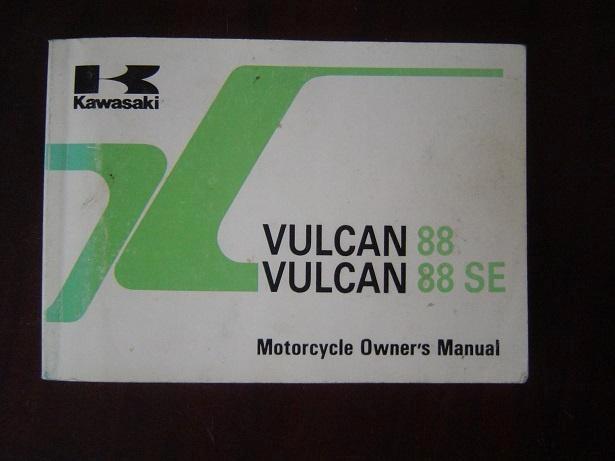 Kawasaki
VULCAN 88
VULCAN 88 SE
Motorcycle Owner's Manual